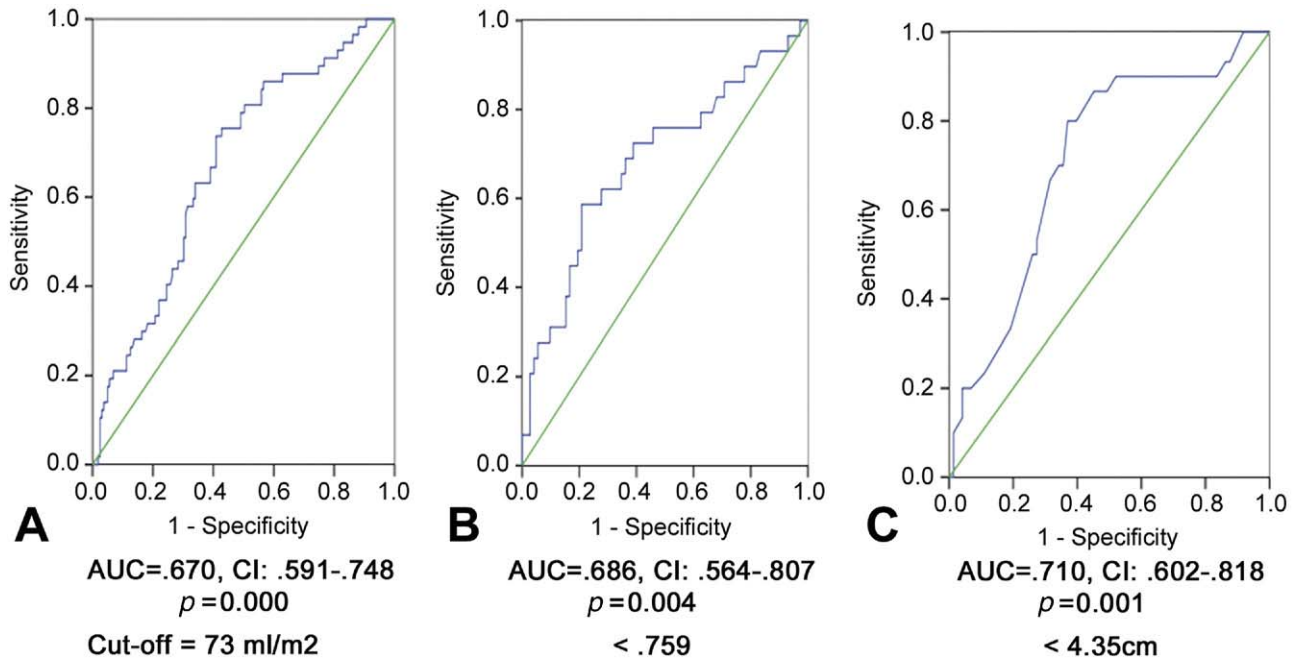 1.0
0.8
0.6
0.4
0.2
0.0
Sensitivity
0.0 0.2 0.4 0.6 0.8 1.0
1 - Specificity
A
AUC=.670, CI: .591-.748
p=0.000
Cut-off = 73 ml/m2
1.0
0.8
0.6
0.4
0.2
0.0
Sensitivity
0.0 0.2 0.4 0.6 0.8 1.0
1 - Specificity
B
AUC=.686, CI: .564-.807
p=0.004
< .759
1.0
0.8
0.6
0.4
0.2
0.0
Sensitivity
0.0 0.2 0.4 0.6 0.8 1.0
1 - Specificity
C
AUC=.710, CI: .602-.818
p=0.001
< 4.35cm